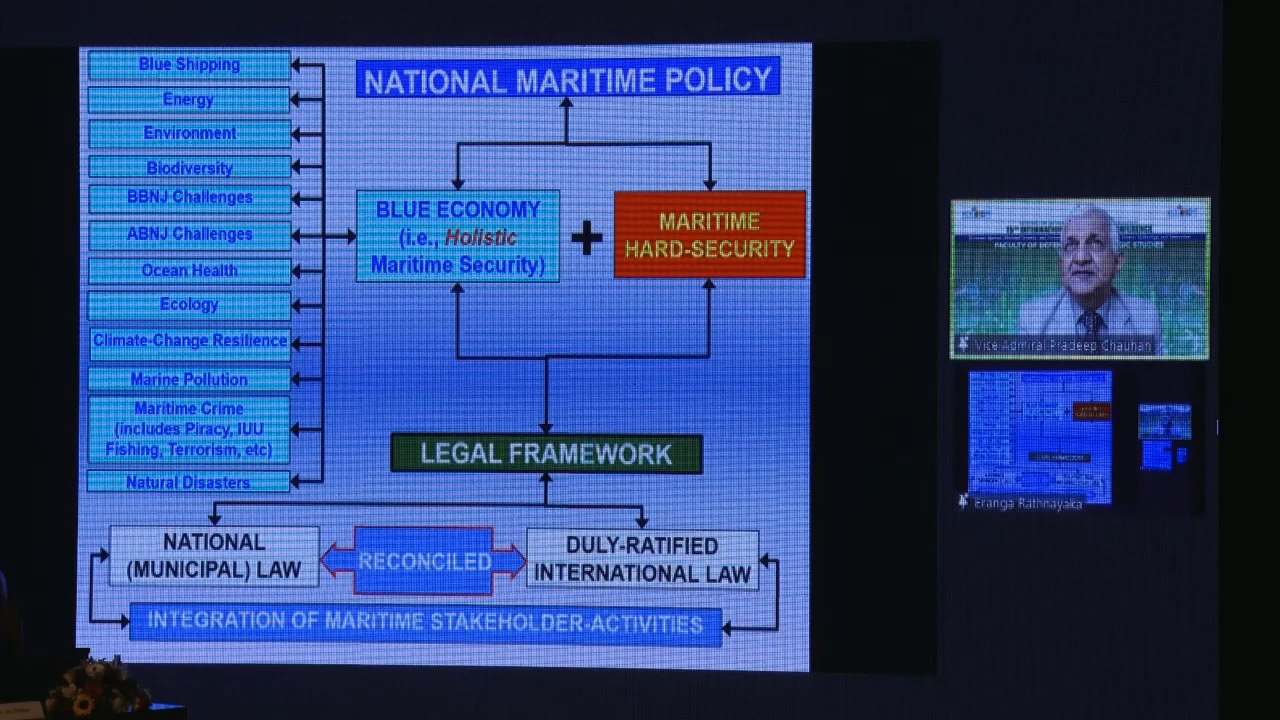 Blue Shipping
Energy
Environment
Biodiversity
BBNJ Challenges
ABNJ Challenges
Ocean Health
Ecology
Climate-Change Resilience
Marine Pollution
Maritime Crime
(includes Piracy, IUU
Fishing, Terrorism, etc)
Natural Disasters
NATIONAL MARITIME POLICY
BLUE ECONOMY
(i.e., Holistic
Maritime Security)
+
MARITIME
HARD-SECURITY
LEGAL FRAMEWORK
NATIONAL
(MUNICIPAL) LAW
RECONCILED
DULY-RATIFIED
INTERNATIONAL LAW
INTEGRATION OF MARITIME STAKEHOLDER-ACTIVITIES
Vice Admiral Pradeep Chauhan
Eranga Rathnayaka